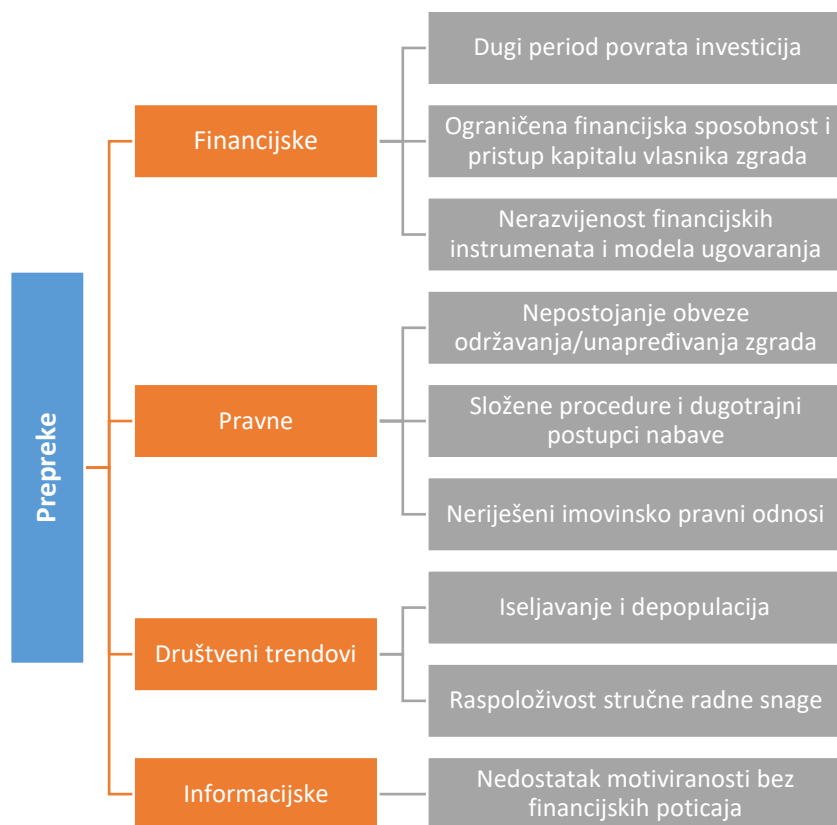 Prepreke
Financijske
Dugi period povrata investicija
Ograničena financijska sposobnost i
pristup kapitalu vlasnika zgrada
Nerazvijenost financijskih
instrumenata i modela ugovaranja
Pravne
Nepostojanje obveze
održavanja/unapređivanja zgrada
Složene procedure i dugotrajni
postupci nabave
Neriješeni imovinsko pravni odnosi
Društveni trendovi
Iseljavanje i depopulacija
Raspoloživost stručne radne snage
Informacijske
Nedostatak motiviranosti bez
financijskih poticaja